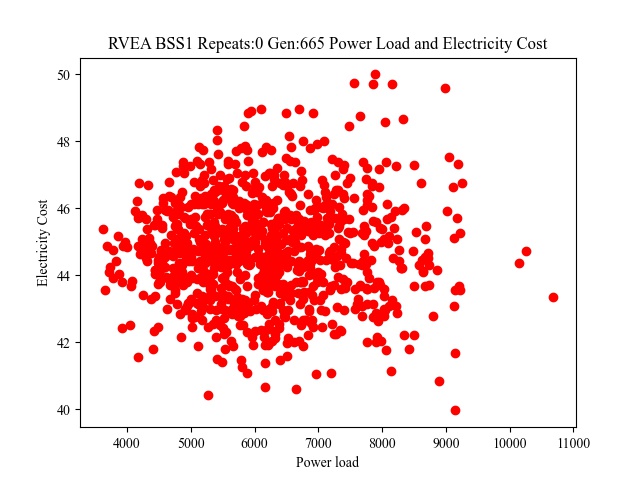 RVEA BSS1 Repeats:0 Gen:665 Power Load and Electricity Cost
50
48
46
44
42
40
Electricity Cost
4000 5000 6000 7000 8000 9000 10000 11000
Power load